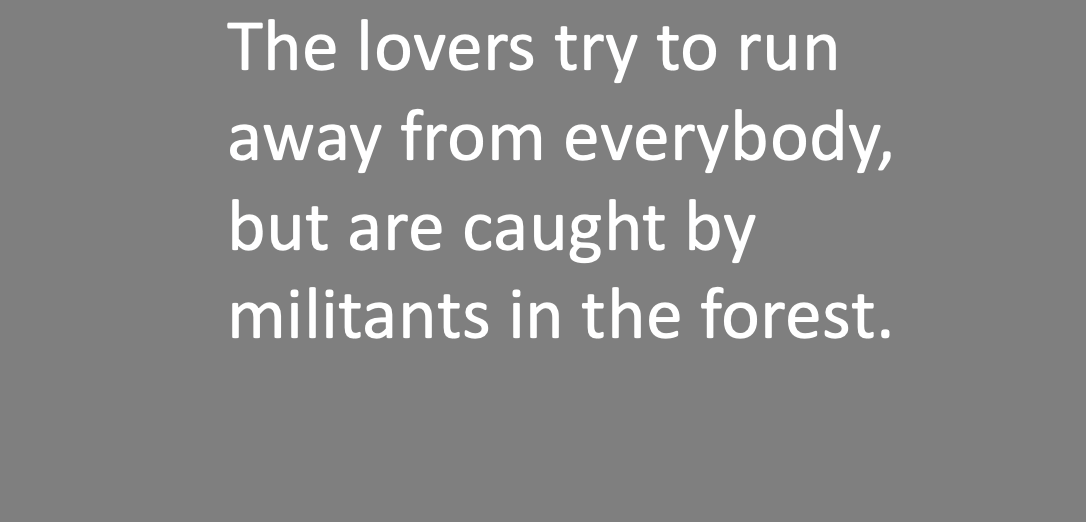 The lovers try to run
away from everybody,
but are caught by
militants in the forest.